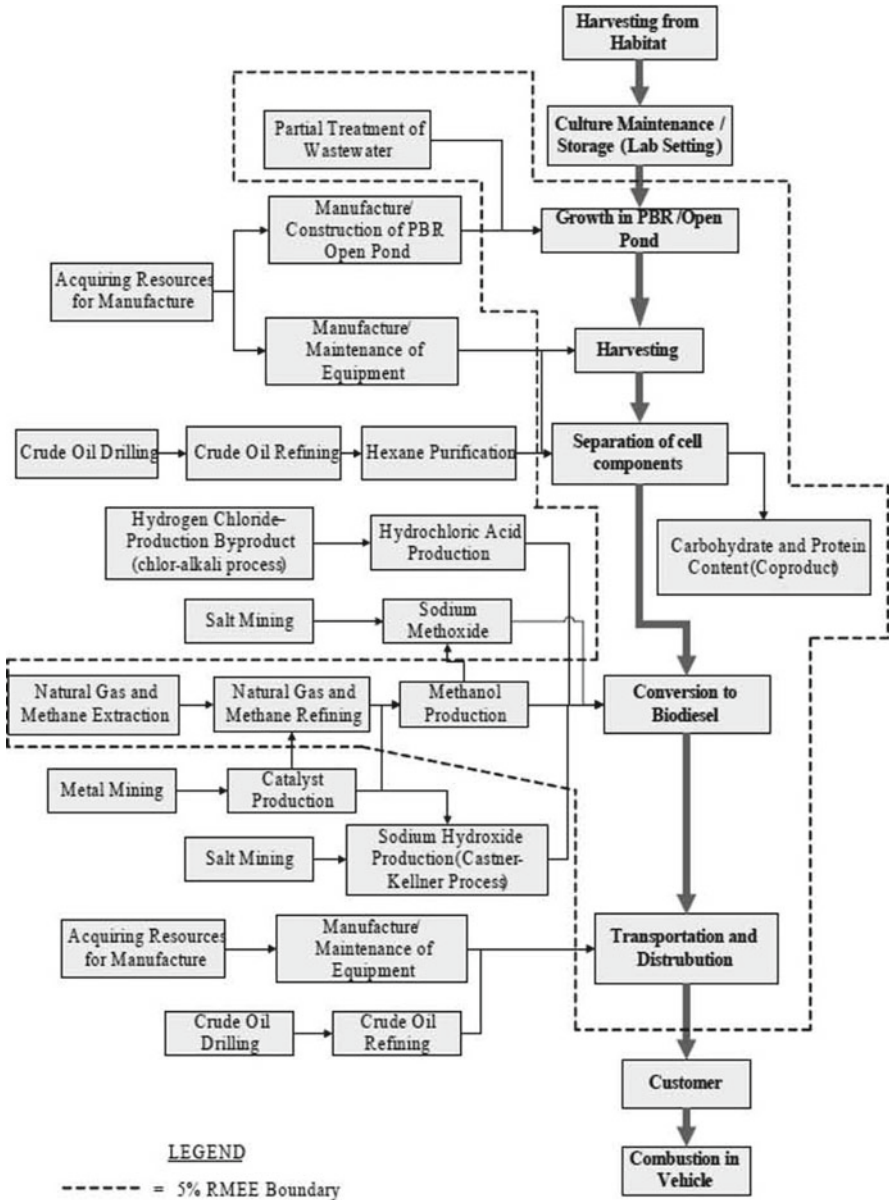 Harvesting from
Habitat
Culture Maintenance /
Storage (Lab Setting)
Partial Treatment of
Wastewater
Growth in PBR /Open
Pond
Manufacture/
Construction of PBR
Open Pond
Acquiring Resources
for Manufacture
Manufacture/
Maintenance of
Equipment
Harvesting
Crude Oil Drilling
Crude Oil Refining
Hexane Purification
Separation of cell
components
Hydrogen Chloride-
Production Byproduct
(chlor-alkali process)
Hydrochloric Acid
Production
Carbohydrate and Protein
Content (Coproduct)
Salt Mining
Sodium
Methoxide
Natural Gas and
Methane Extraction
Natural Gas and
Methane Refining
Methanol
Production
Conversion to
Biodiesel
Metal Mining
Catalyst
Production
Salt Mining
Sodium Hydroxide
Production (Castner-
Kellner Process)
Acquiring Resources
for Manufacture
Manufacture/
Maintenance of
Equipment
Transportation and
Distrubution
Crude Oil
Drilling
Crude Oil
Refining
Customer
Combustion in
Vehicle
LEGEND
= 5% RMEE Boundary